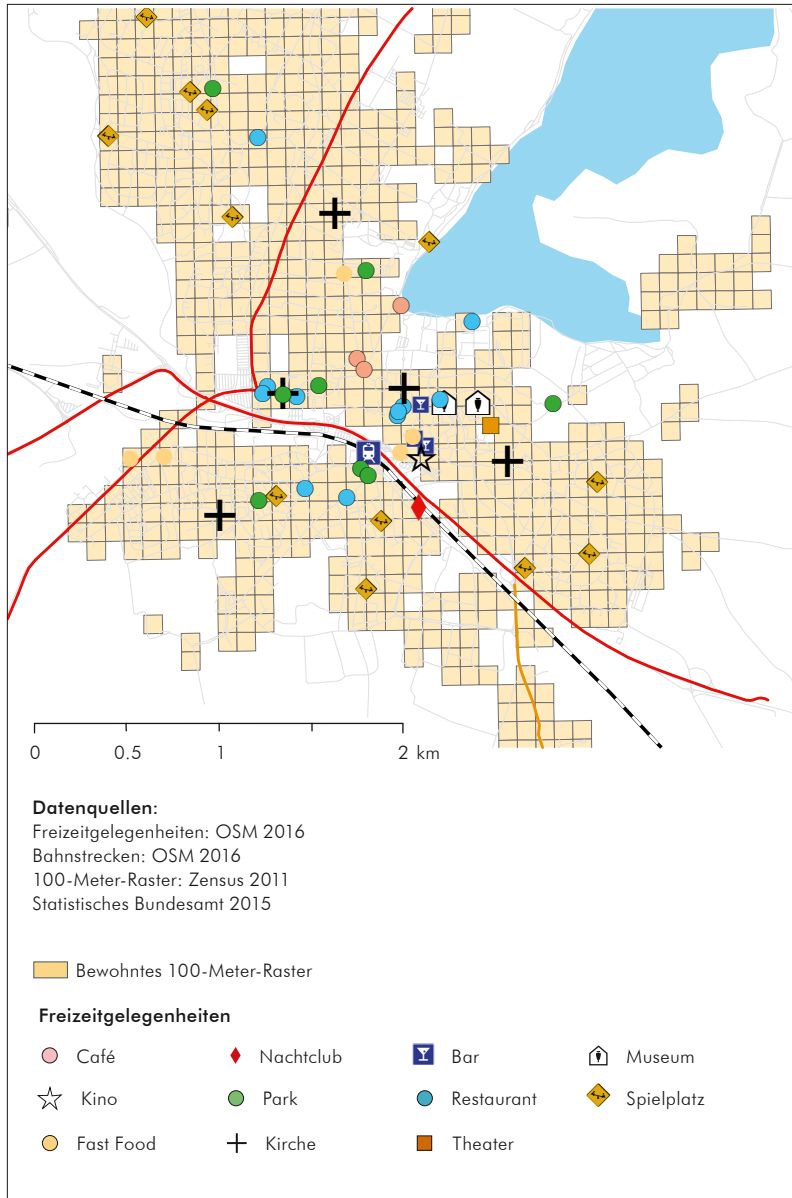 0 0.5 1 2 km
Datenquellen:
Freizeitgelegenheiten: OSM 2016
Bahnstrecken: OSM 2016
100-Meter-Raster: Zensus 2011
Statistisches Bundesamt 2015
Bewohntes 100-Meter-Raster
Freizeitgelegenheiten
Café Nachtclub Bar Museum
Kino Park Restaurant Spielplatz
Fast Food Kirche Theater